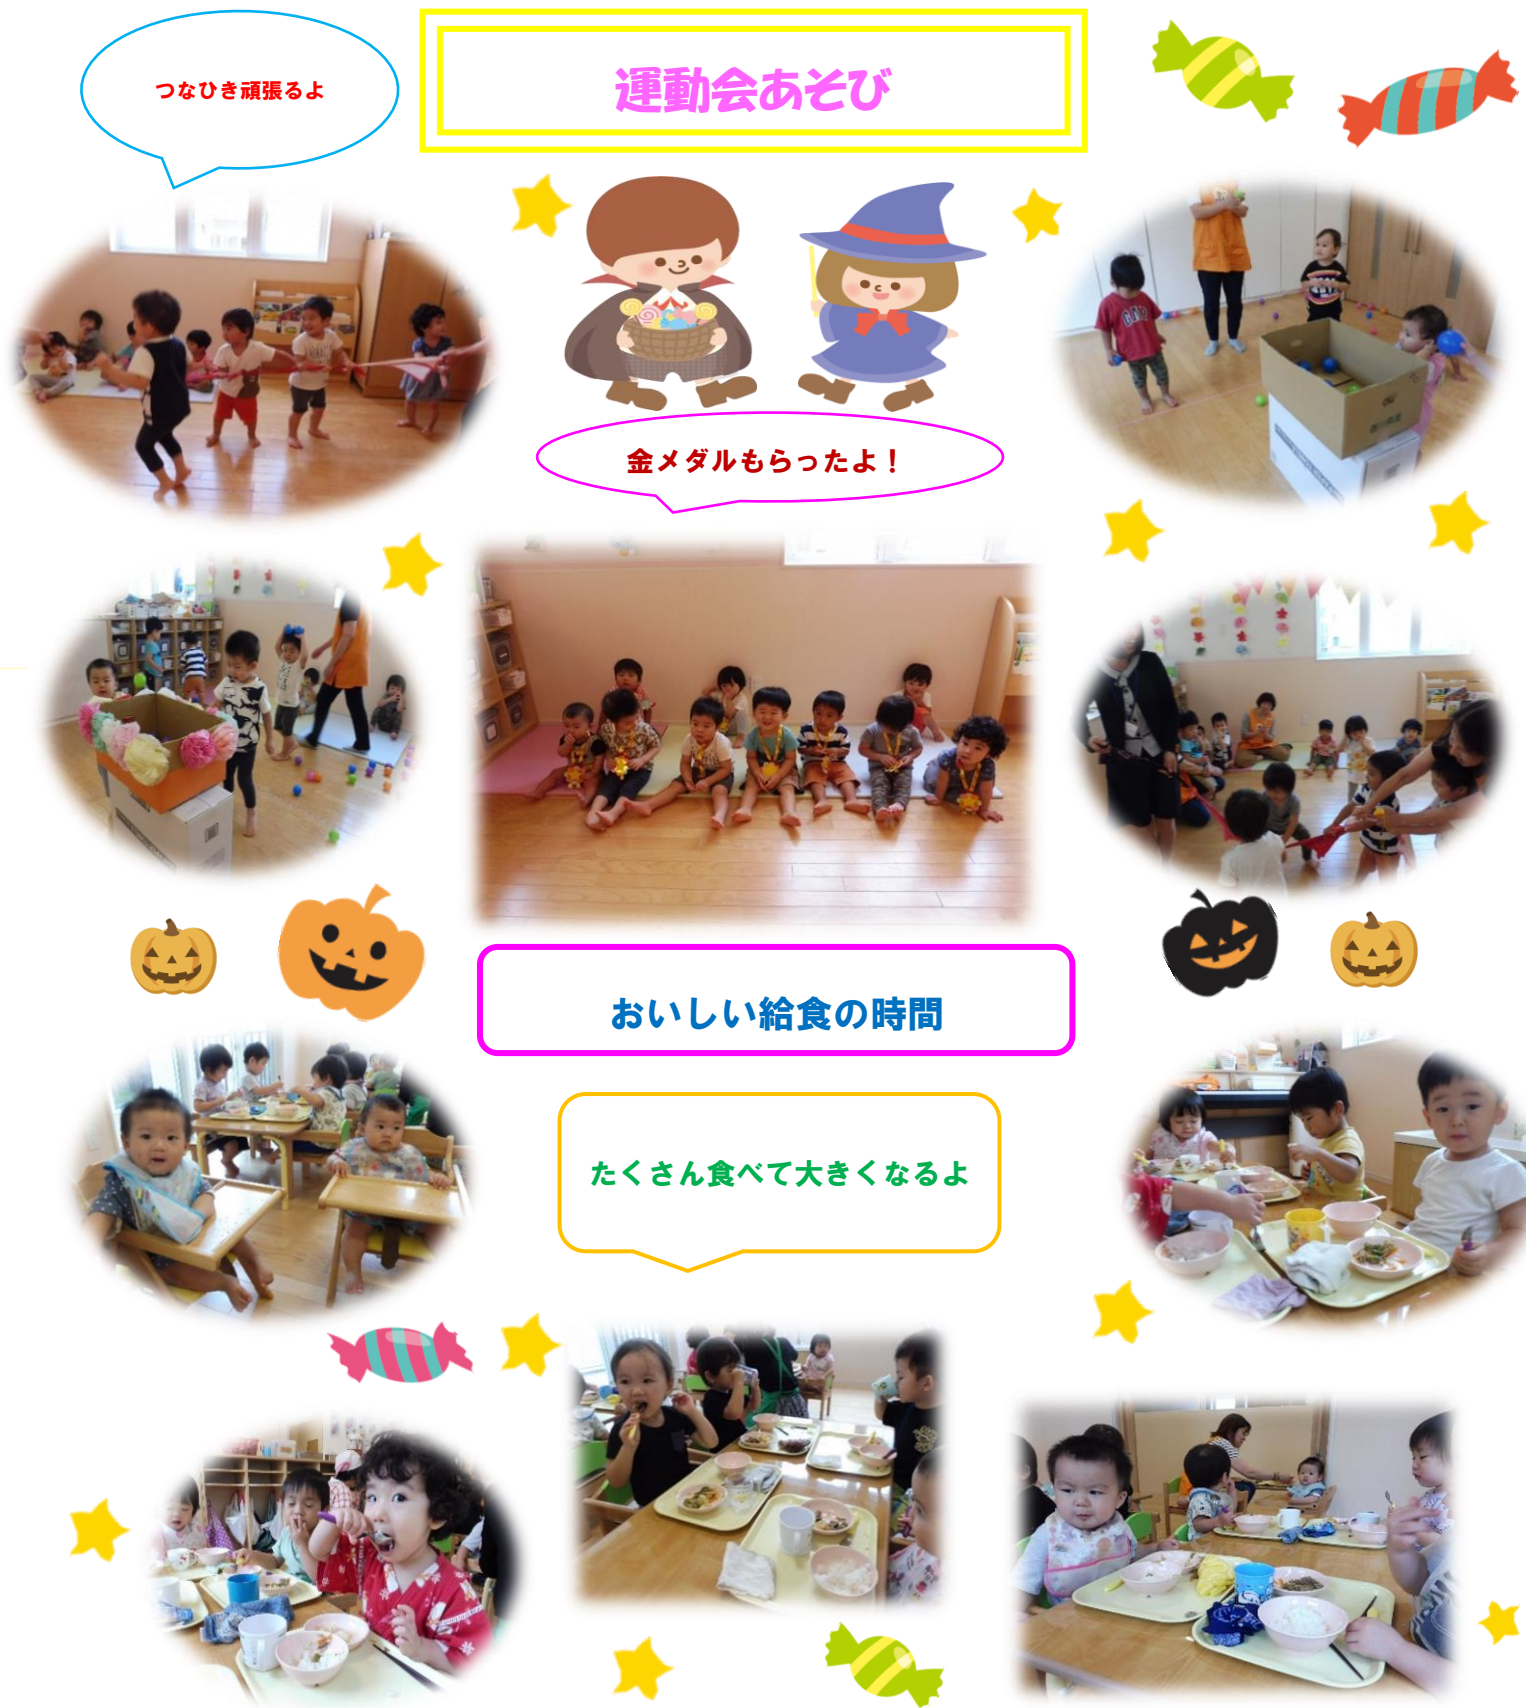 つなひき頑張るよ
運動会あそび
金メダルもらったよ！
おいしい給食の時間
たくさん食べて大きくなるよ